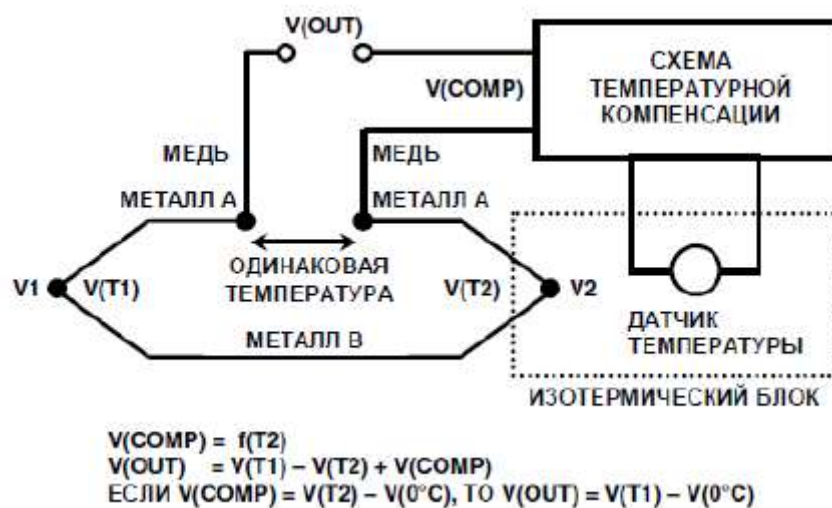 V(OUT)
СХЕМА
ТЕМПЕРАТУРНОЙ
КОМПЕНСАЦИИ
V(COMP)
МЕДЬ
МЕДЬ
МЕТАЛЛ А
МЕТАЛЛ А
ОДИНАКОВАЯ
ТЕМПЕРАТУРА
V1
V(T1)
V(T2)
V2
ДАТЧИК
ТЕМПЕРАТУРЫ
МЕТАЛЛ В
ИЗОТЕРМИЧЕСКИЙ БЛОК
V(COMP) = f(T2)
V(OUT) = V(T1) – V(T2) + V(COMP)
ЕСЛИ V(COMP) = V(T2) – V(0°C), ТО V(OUT) = V(T1) – V(0°C)